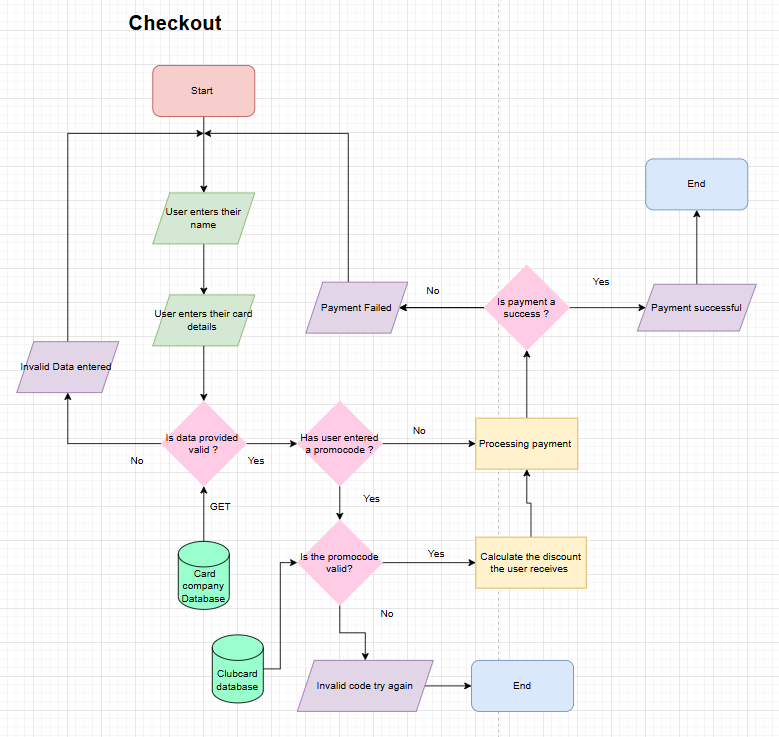 Checkout
Start
User enters their
name
User enters their card
details
Invalid Data entered
Payment Failed
No
Is payment a
success ?
Yes
Payment successful
End
Is data provided
valid ?
No
Yes
Has user entered
a promocode ?
No
Processing payment
Yes
GET
Card
company
Database
Is the promocode
valid?
Yes
Calculate the discount
the user receives
No
Clubcard
database
Invalid code try again
End